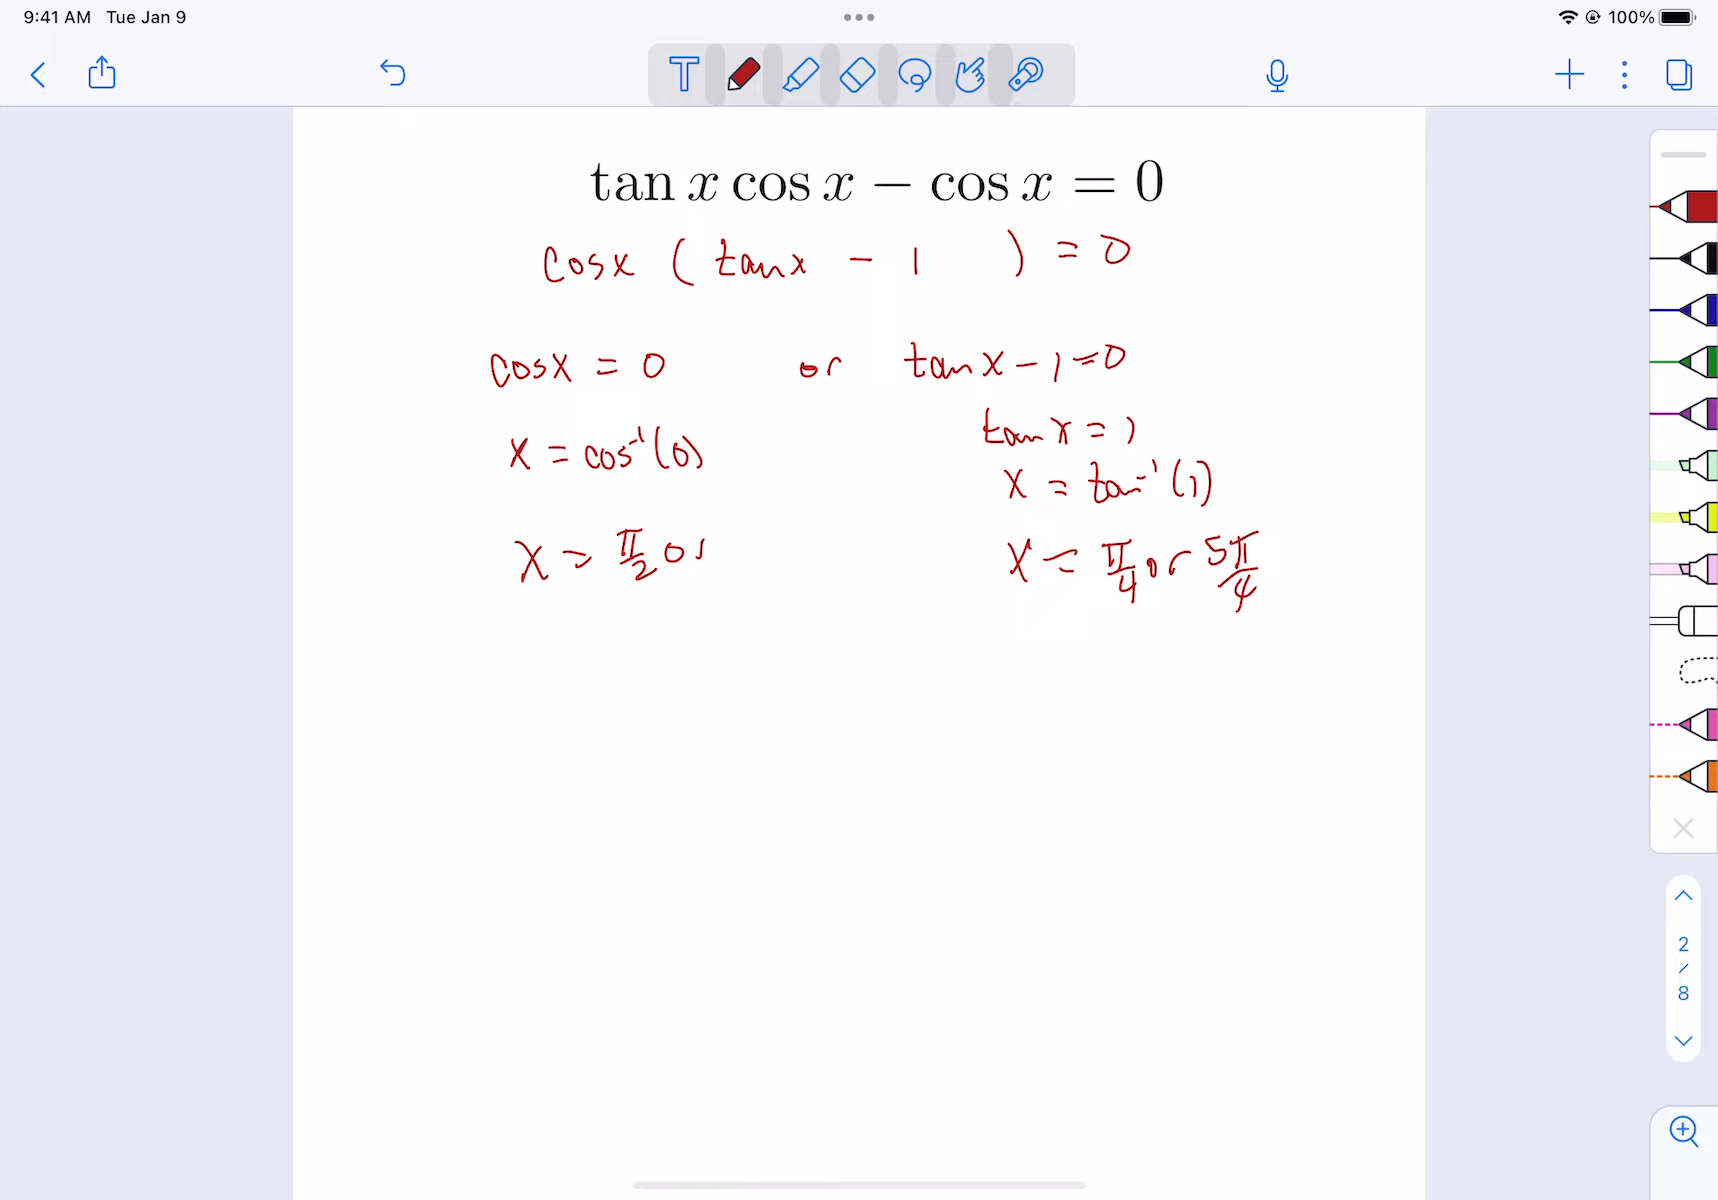 9:41 AM Tue Jan 9
100%
tan x cos x − cos x = 0
cosx ( tanx − 1 ) = 0
cosx = 0 or tanx − 1 = 0
tanx = 1
x = cos⁻¹(0)
x = tan⁻¹(1)
x = π/2 or
x = π/4 or 5π/4
2
/
8